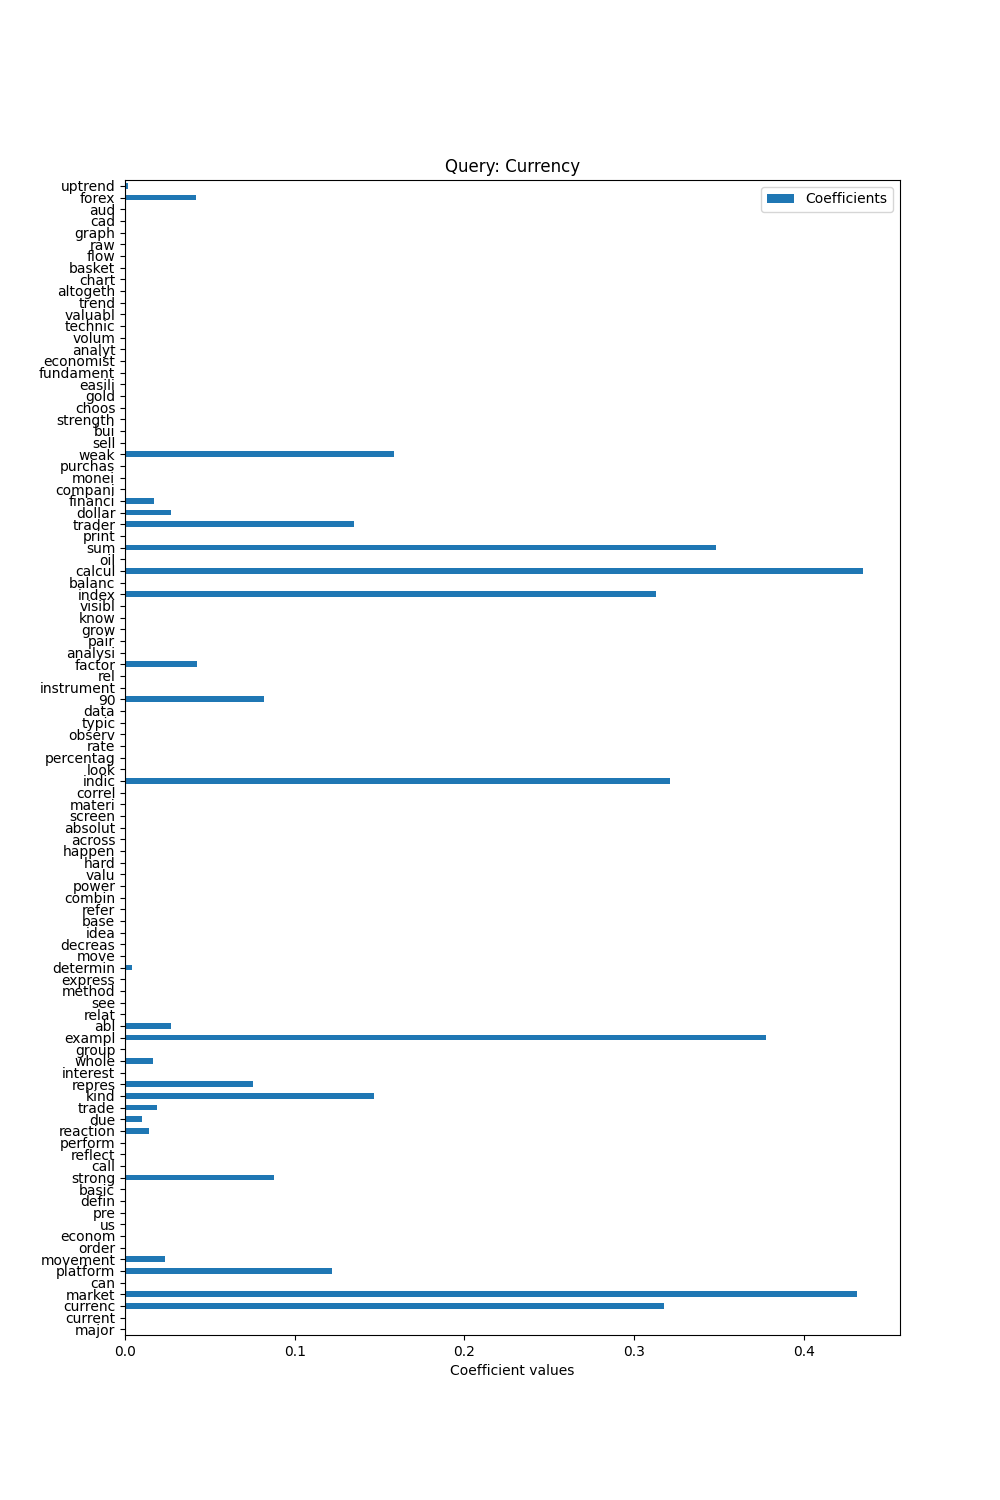 Query: Currency
Coefficients
uptrend
forex
aud
cad
graph
raw
flow
basket
chart
altogeth
trend
valuabl
technic
volum
analyt
economist
fundament
easili
gold
choos
strength
bui
sell
weak
purchas
monei
compani
financi
dollar
trader
print
sum
oil
calcul
balanc
index
visibl
know
grow
pair
analysi
factor
rel
instrument
90
data
typic
observ
rate
percentag
look
indic
correl
materi
screen
absolut
across
happen
hard
valu
power
combin
refer
base
idea
decreas
move
determin
express
method
see
relat
abl
exampl
group
whole
interest
repres
kind
trade
due
reaction
perform
reflect
call
strong
basic
defin
pre
us
econom
order
movement
platform
can
market
currenc
current
major
0.0 0.1 0.2 0.3 0.4
Coefficient values